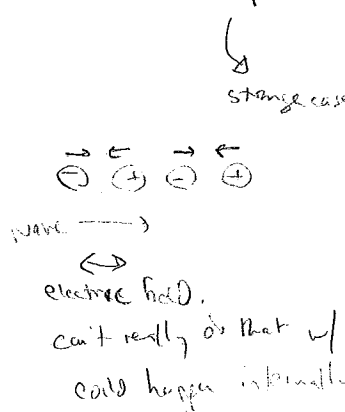 strange case
→ ← → ←
⊖ ⊕ ⊖ ⊕
wave ⟶
↔
electric field.
can't really do that w/
could happen internally